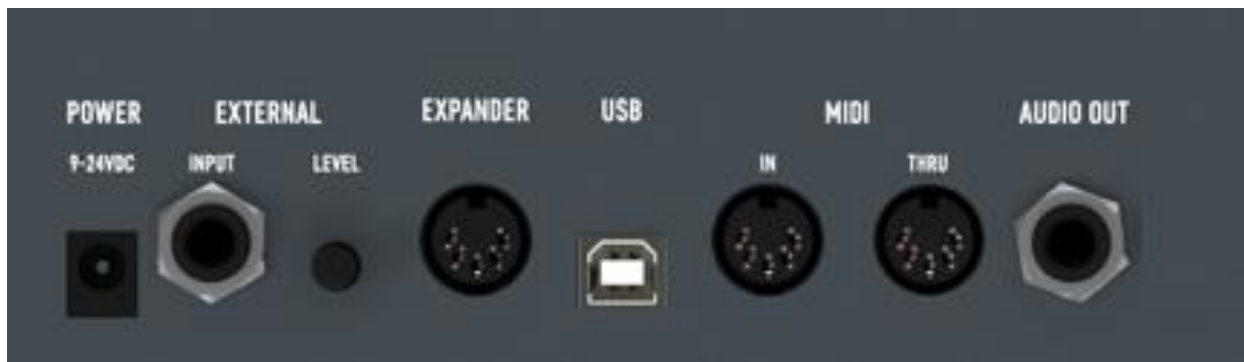 POWER EXTERNAL EXPANDER USB MIDI AUDIO OUT
9-24VDC INPUT LEVEL IN THRU